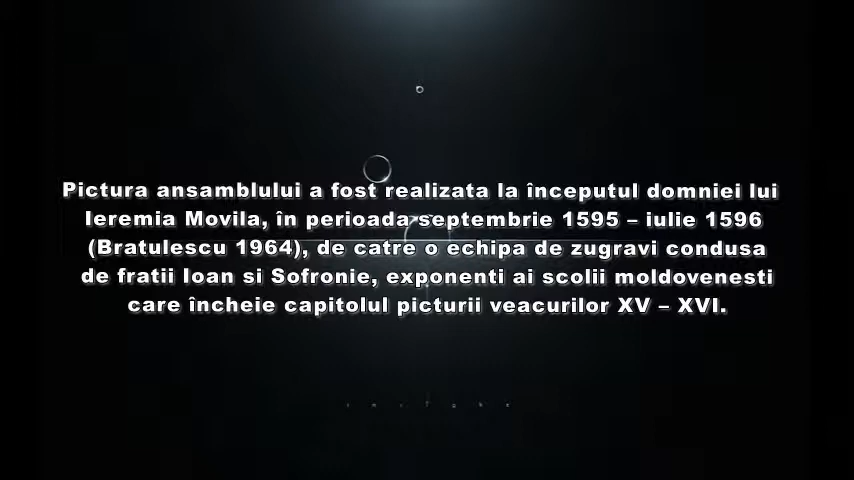 Pictura ansamblului a fost realizata la începutul domniei lui
Ieremia Movila, în perioada septembrie 1595 – iulie 1596
(Bratulescu 1964), de catre o echipa de zugravi condusa
de fratii Ioan si Sofronie, exponenti ai scolii moldovenesti
care încheie capitolul picturii veacurilor XV – XVI.